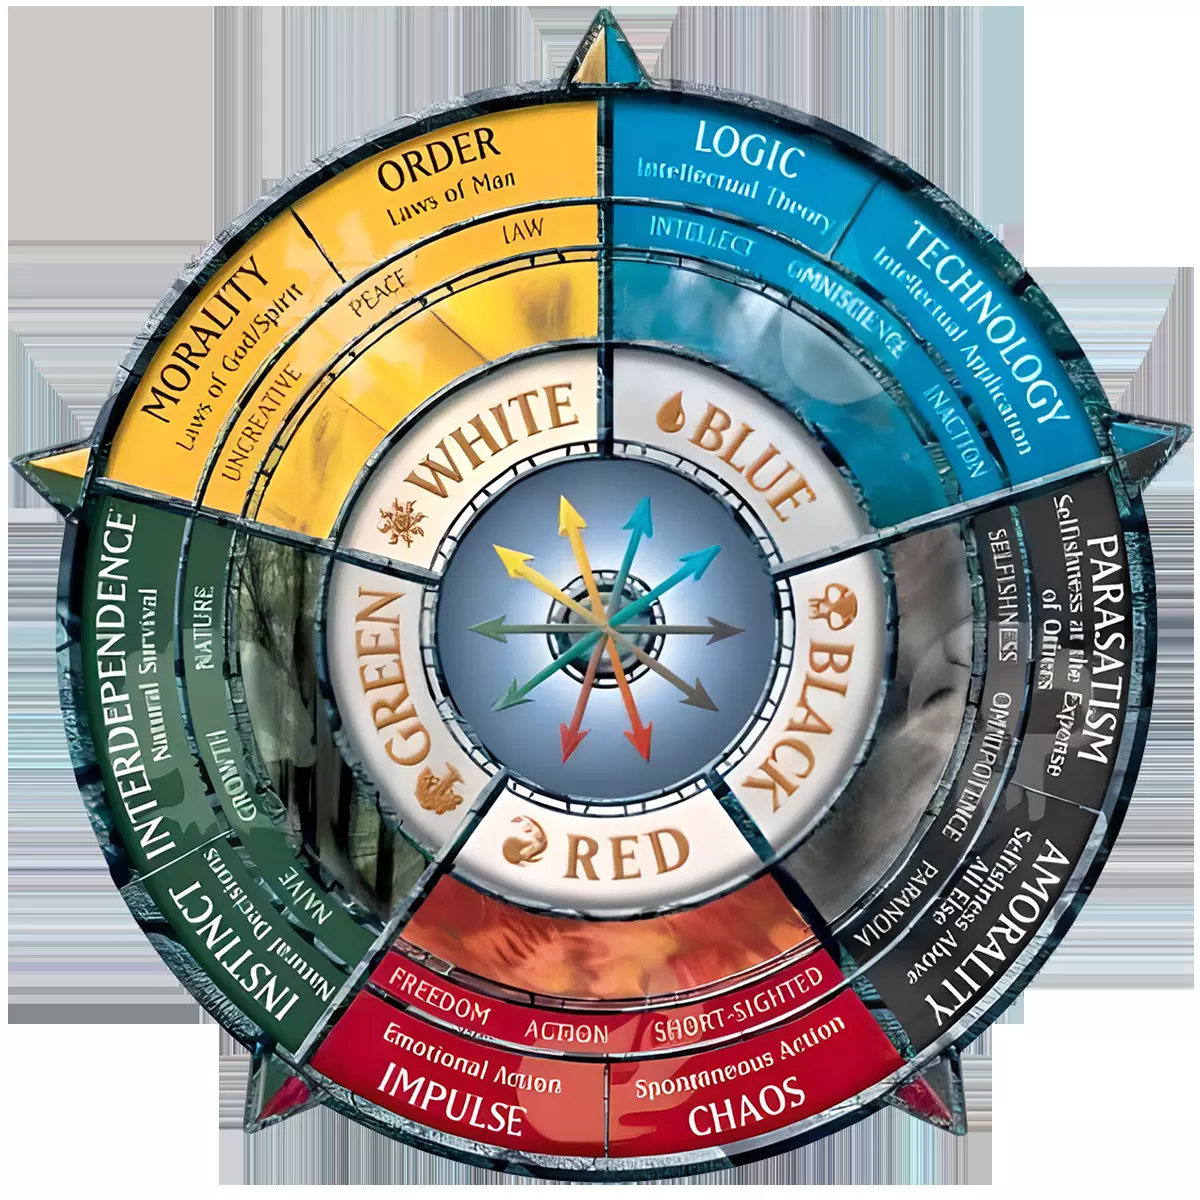 ORDER
Laws of Man
LAW
PEACE
MORALITY
Laws of God/Spirit
UNCREATIVE
WHITE
LOGIC
Intellectual Theory
INTELLECT
OMNISCIENCE
TECHNOLOGY
Intellectual Application
INACTION
BLUE
PARASATISM
Selfishness at the Expense
of Others
SELFISHNESS
OMNIPOTENCE
AMORALITY
Selfishness Above
All Else
PARANOIA
BLACK
RED
FREEDOM
ACTION
SHORT-SIGHTED
Emotional Action
IMPULSE
Spontaneous Action
CHAOS
GREEN
INTERDEPENDENCE
Natural Survival
NATURE
GROWTH
INSTINCT
Natural Decisions
NAÏVE